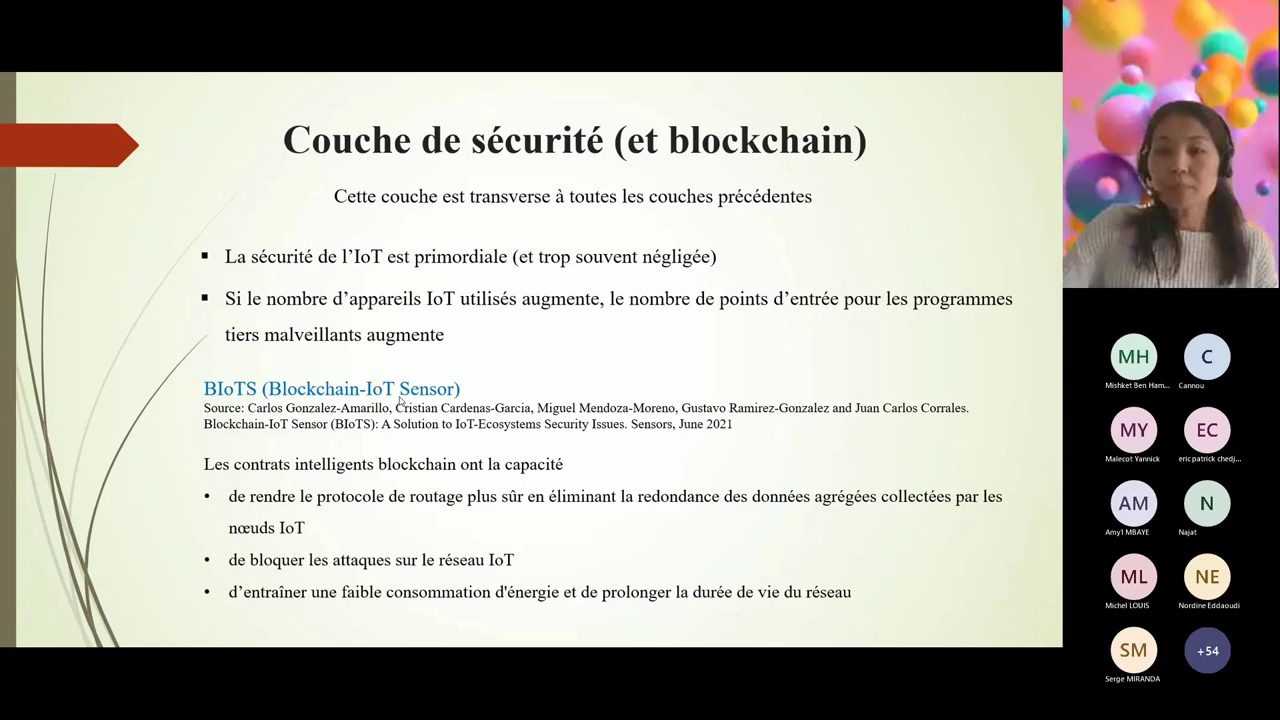 Couche de sécurité (et blockchain)
Cette couche est transverse à toutes les couches précédentes
▪ La sécurité de l’IoT est primordiale (et trop souvent négligée)
▪ Si le nombre d’appareils IoT utilisés augmente, le nombre de points d’entrée pour les programmes
tiers malveillants augmente
BIoTS (Blockchain-IoT Sensor)
Source: Carlos Gonzalez-Amarillo, Cristian Cardenas-Garcia, Miguel Mendoza-Moreno, Gustavo Ramirez-Gonzalez and Juan Carlos Corrales.
Blockchain-IoT Sensor (BIoTS): A Solution to IoT-Ecosystems Security Issues. Sensors, June 2021
Les contrats intelligents blockchain ont la capacité
• de rendre le protocole de routage plus sûr en éliminant la redondance des données agrégées collectées par les
nœuds IoT
• de bloquer les attaques sur le réseau IoT
• d’entraîner une faible consommation d'énergie et de prolonger la durée de vie du réseau
MH C
Mishket Ben Ham... Cannou
MY EC
Malecot Yannick eric patrick chedj...
AM N
Amy1 MBAYE Najat
ML NE
Michel LOUIS Nordine Eddaoudi
SM +54
Serge MIRANDA